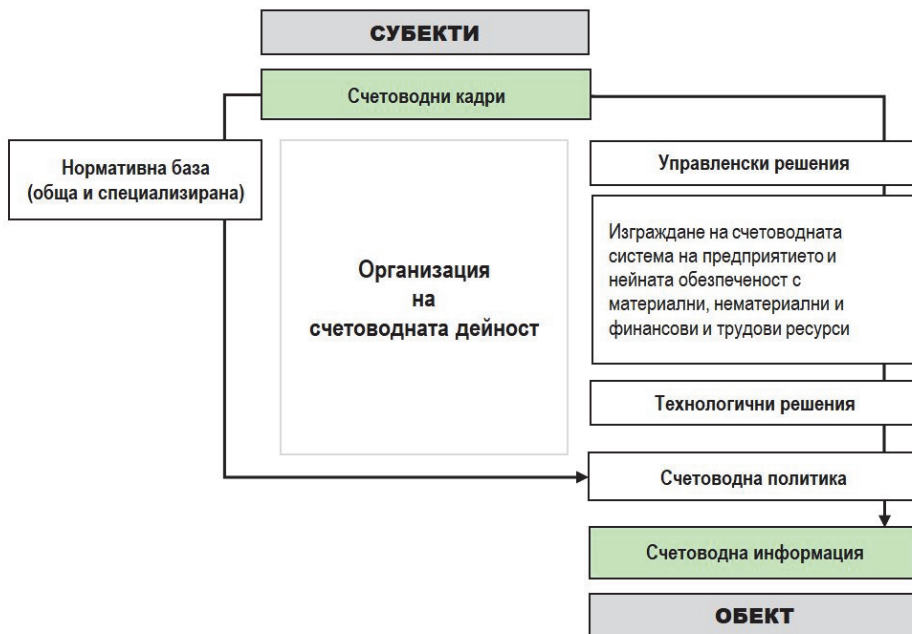 СУБЕКТИ
Счетоводни кадри
Нормативна база
(обща и специализирана)
Организация
на
счетоводната дейност
Управленски решения
Изграждане на счетоводната
система на предприятието и
нейната обезпеченост с
материални, нематериални и
финансови и трудови ресурси
Технологични решения
Счетоводна политика
Счетоводна информация
ОБЕКТ